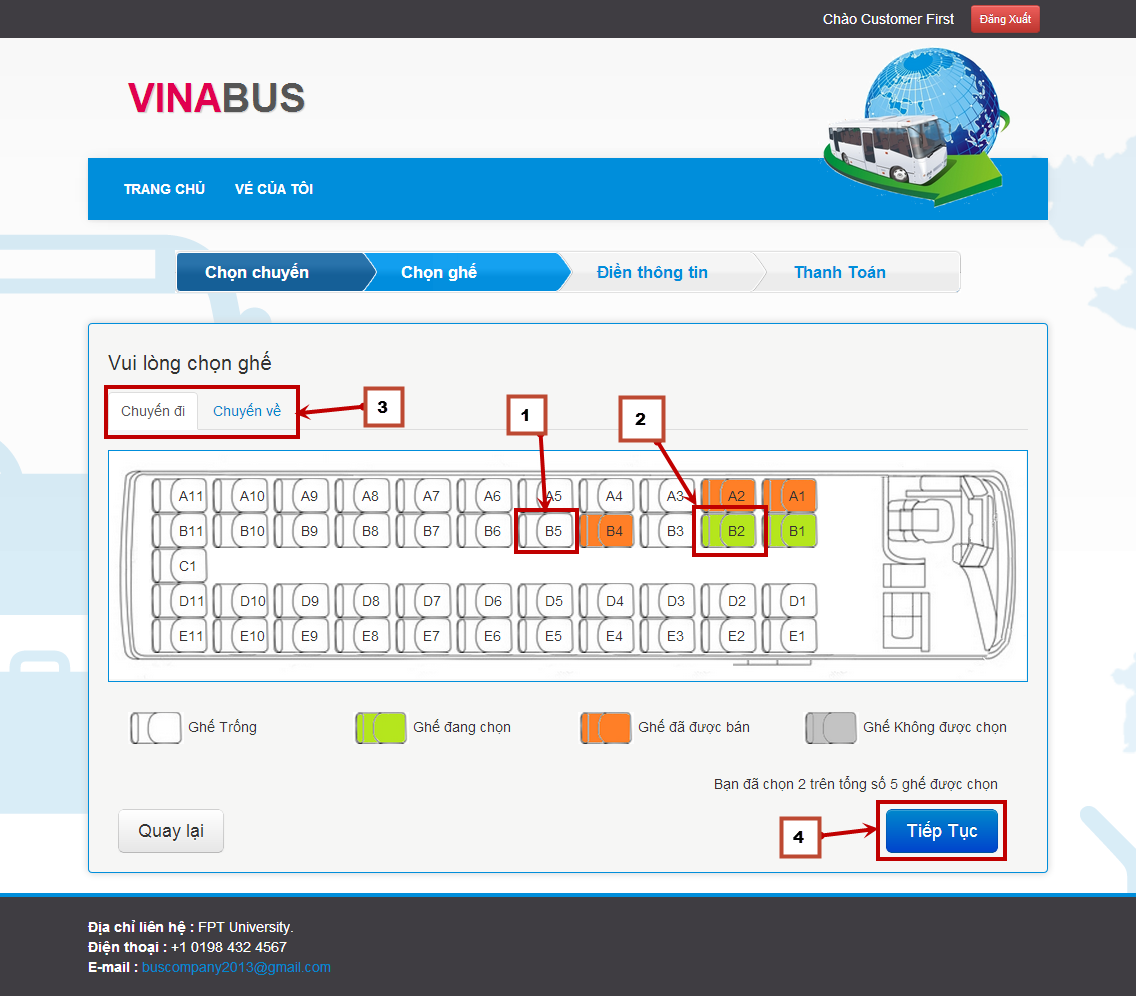 Chào Customer First Đăng Xuất
VINABUS
TRANG CHỦ VÉ CỦA TÔI
Chọn chuyến Chọn ghế Điền thông tin Thanh Toán
Vui lòng chọn ghế
Chuyến đi Chuyến về 3 1 2
A11 A10 A9 A8 A7 A6 A5 A4 A3 A2 A1
B11 B10 B9 B8 B7 B6 B5 B4 B3 B2 B1
C1
D11 D10 D9 D8 D7 D6 D5 D4 D3 D2 D1
E11 E10 E9 E8 E7 E6 E5 E4 E3 E2 E1
Ghế Trống Ghế đang chọn Ghế đã được bán Ghế Không được chọn
Bạn đã chọn 2 trên tổng số 5 ghế được chọn
Quay lại 4 Tiếp Tục
Địa chỉ liên hệ : FPT University.
Điện thoại : +1 0198 432 4567
E-mail : buscompany2013@gmail.com